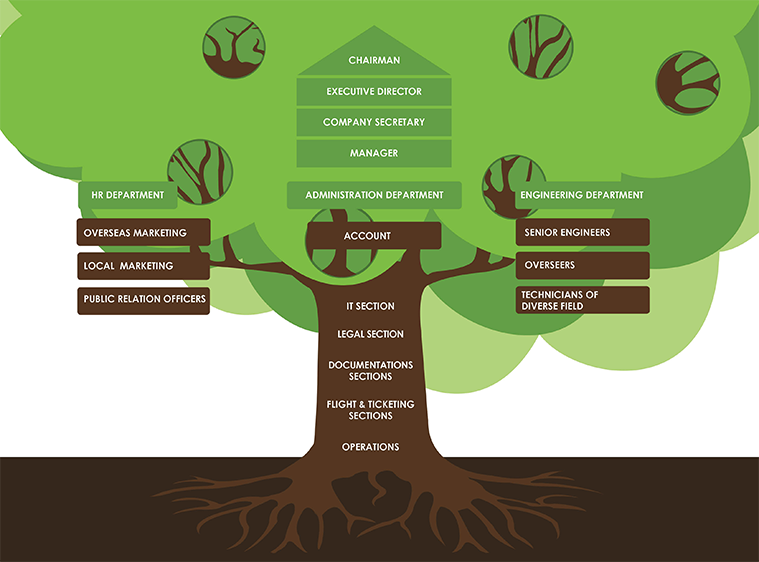 CHAIRMAN
EXECUTIVE DIRECTOR
COMPANY SECRETARY
MANAGER
HR DEPARTMENT
ADMINISTRATION DEPARTMENT
ENGINEERING DEPARTMENT
OVERSEAS MARKETING
LOCAL MARKETING
PUBLIC RELATION OFFICERS
ACCOUNT
IT SECTION
LEGAL SECTION
DOCUMENTATIONS
SECTIONS
FLIGHT & TICKETING
SECTIONS
OPERATIONS
SENIOR ENGINEERS
OVERSEERS
TECHNICIANS OF
DIVERSE FIELD